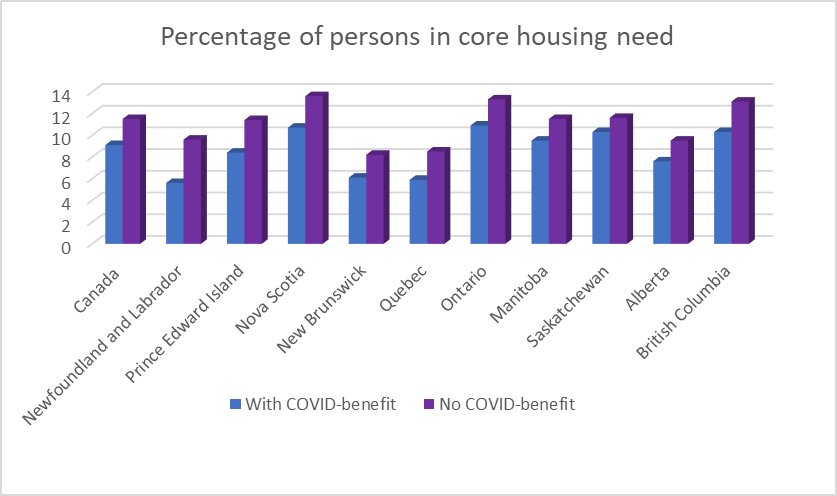 Percentage of persons in core housing need
14
12
10
8
6
4
2
0
Canada
Newfoundland and Labrador
Prince Edward Island
Nova Scotia
New Brunswick
Quebec
Ontario
Manitoba
Saskatchewan
Alberta
British Columbia
With COVID-benefit
No COVID-benefit